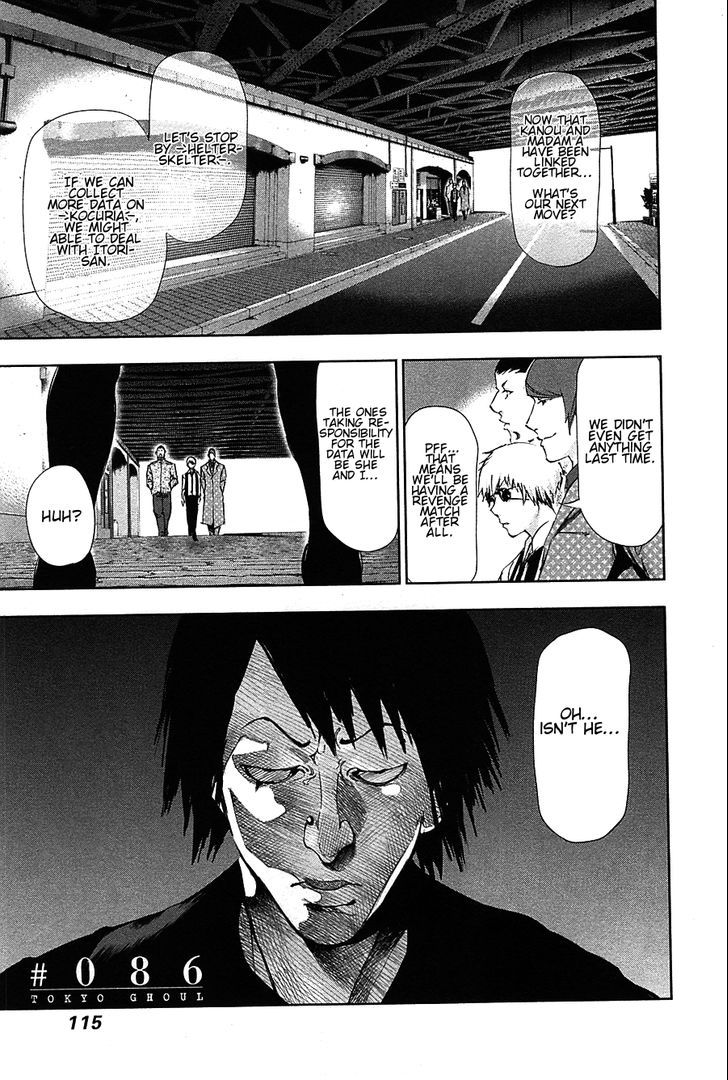 NOW THAT
KANOU AND
MADAM A
HAVE BEEN
LINKED
TOGETHER...
WHAT'S
OUR NEXT
MOVE?
LET'S STOP
BY →HELTER-
SKELTER←.
IF WE CAN
COLLECT
MORE DATA ON
→KOCURIA←,
WE MIGHT
ABLE TO DEAL
WITH ITORI-
SAN.
WE DIDN'T
EVEN GET
ANYTHING
LAST TIME.
PFF...
THAT
MEANS
WE'LL BE
HAVING A
REVENGE
MATCH
AFTER
ALL.
THE ONES
TAKING RE-
SPONSIBILITY
FOR THE
DATA WILL
BE SHE
AND I...
HUH?
OH...
ISN'T HE...
#086
TOKYO GHOUL
115